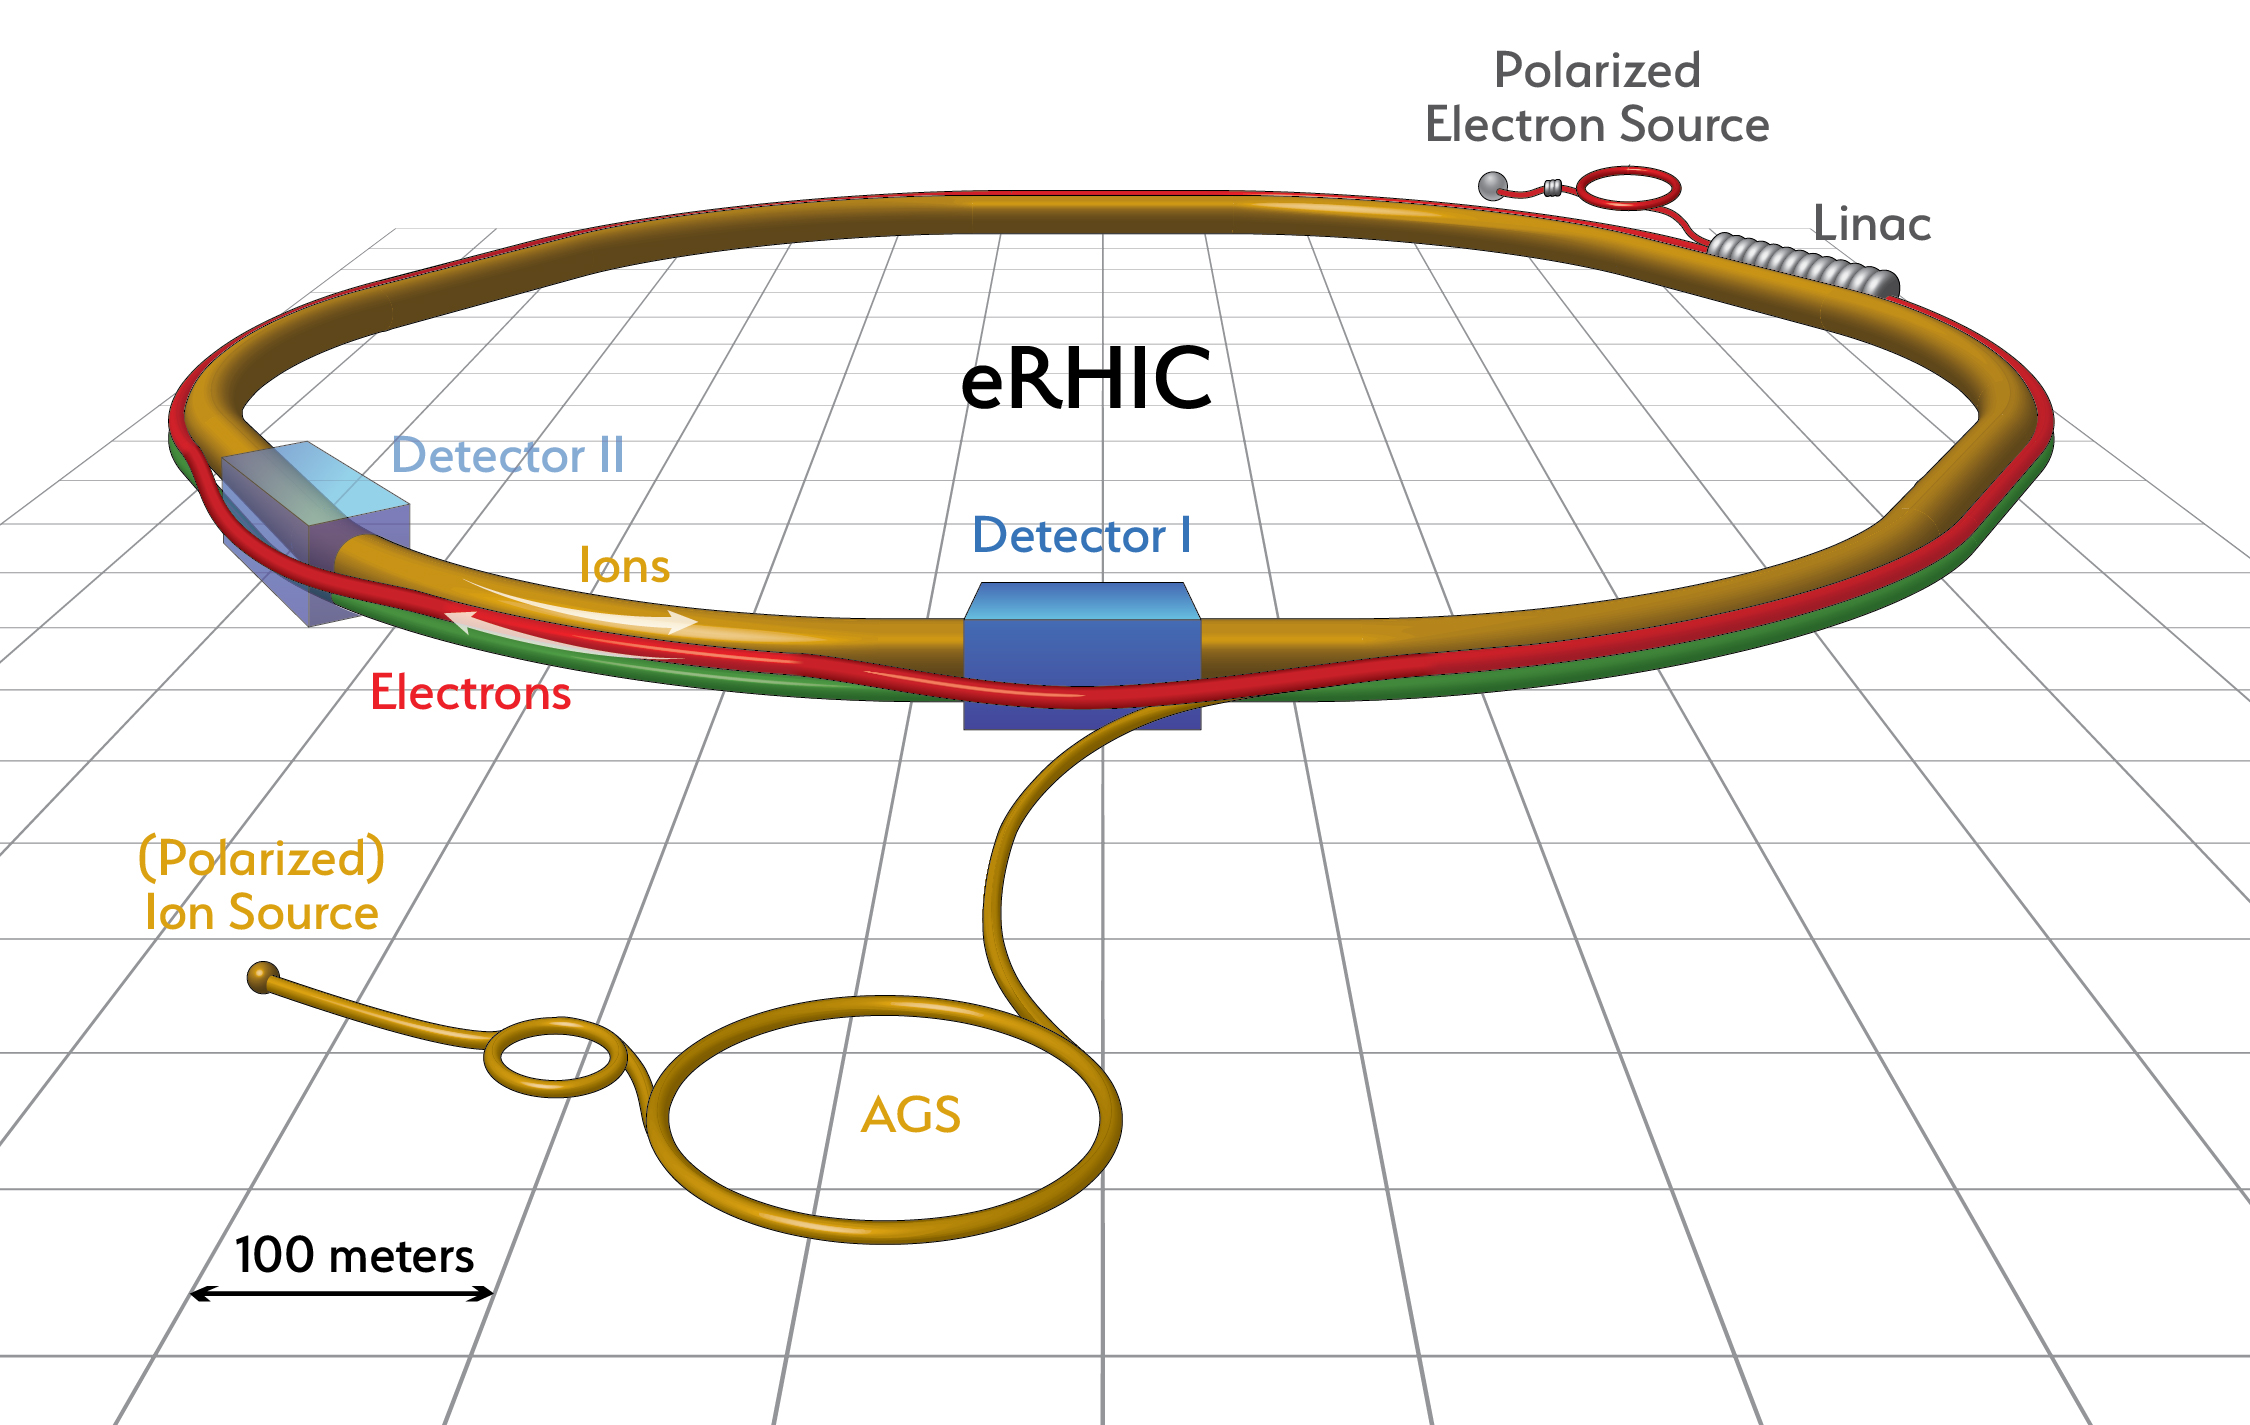 Polarized
Electron Source
Linac
eRHIC
Detector II
Detector I
Ions
Electrons
(Polarized)
Ion Source
AGS
100 meters